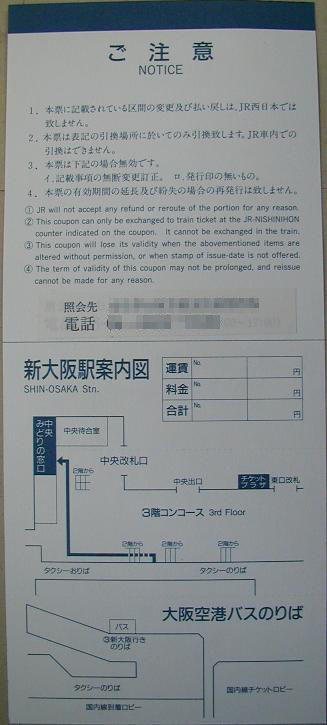 ご注意
NOTICE
1．本票に記載されている区間の変更及び払い戻しは､JR西日本では
致しません。
2．本票は表記の引換場所に於いてのみ引換致します。JR車内での
引換はできません。
3．本票は下記の場合無効です。
イ.記載事項の無断変更訂正。 ロ.発行印の無いもの。
4．本票の有効期間の延長及び紛失の場合の再発行は致しません。
① JR will not accept any refund or reroute of the portion for any reason.
② This coupon can only be exchanged to train ticket at the JR-NISHINIHON
counter indicated on the coupon. It cannot be exchanged in the train.
③ This coupon will lose its validity when the abovementioned items are
altered without permission, or when stamp of issue-date is not offered.
④ The term of validity of this coupon may not be prolonged, and reissue
cannot be made for any reason.
照会先
電話
新大阪駅案内図
SHIN-OSAKA Stn.
運賃 No. 円
料金 No. 円
合計 No. 円
中央
みどりの窓口
中央待合室
中央改札口
2階から
中央出口
チケット
プラザ
東口改札
3階コンコース 3rd Floor
2階から 2階から 2階から
タクシーおりば
タクシーのりば
大阪空港バスのりば
バス
③新大阪行き
のりば
タクシーのりば
国内線チケットロビー
国内線到着ロビー